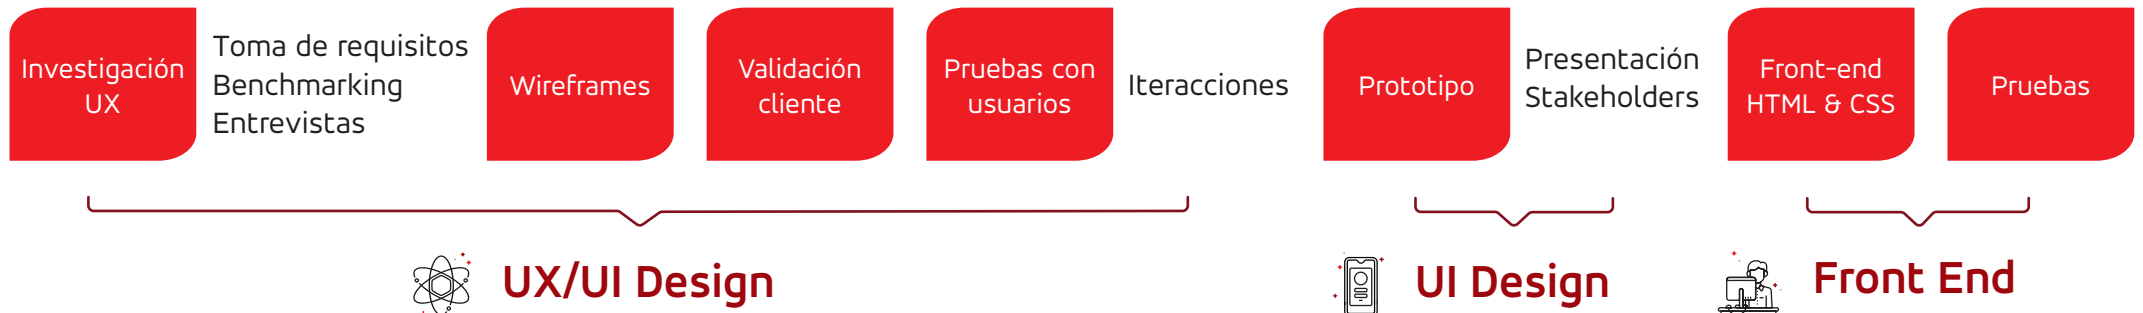 Investigación
UX
Toma de requisitos
Benchmarking
Entrevistas
Wireframes
Validación
cliente
Pruebas con
usuarios
Iteracciones
Prototipo
Presentación
Stakeholders
Front-end
HTML & CSS
Pruebas
UX/UI Design
UI Design
Front End